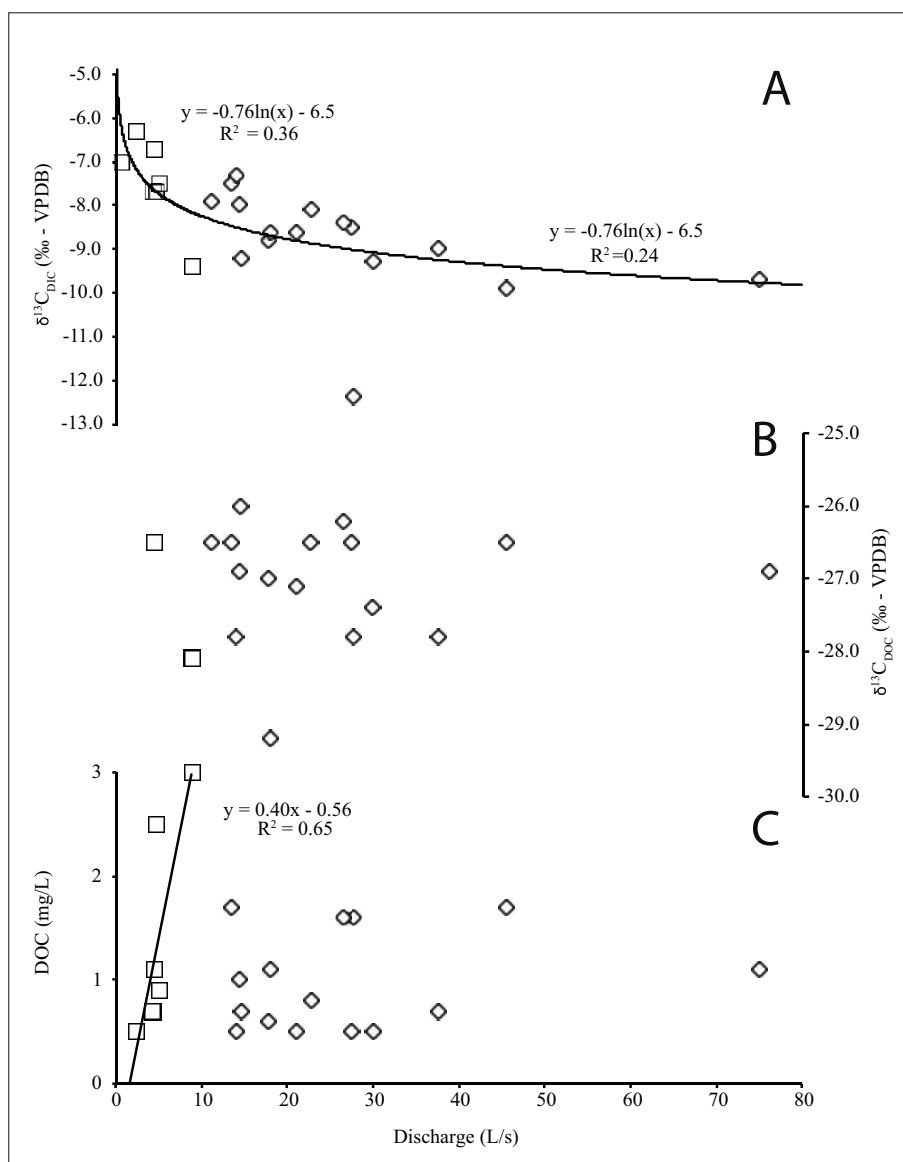 A
-5.0
-6.0
-7.0
-8.0
-9.0
-10.0
-11.0
-12.0
-13.0
δ¹³C_DIC (‰ - VPDB)
y = -0.76ln(x) - 6.5
R² = 0.36
y = -0.76ln(x) - 6.5
R²=0.24
B
-25.0
-26.0
-27.0
-28.0
-29.0
-30.0
δ¹³C_DOC (‰ - VPDB)
C
3
2
1
0
DOC (mg/L)
y = 0.40x - 0.56
R² = 0.65
0 10 20 30 40 50 60 70 80
Discharge (L/s)